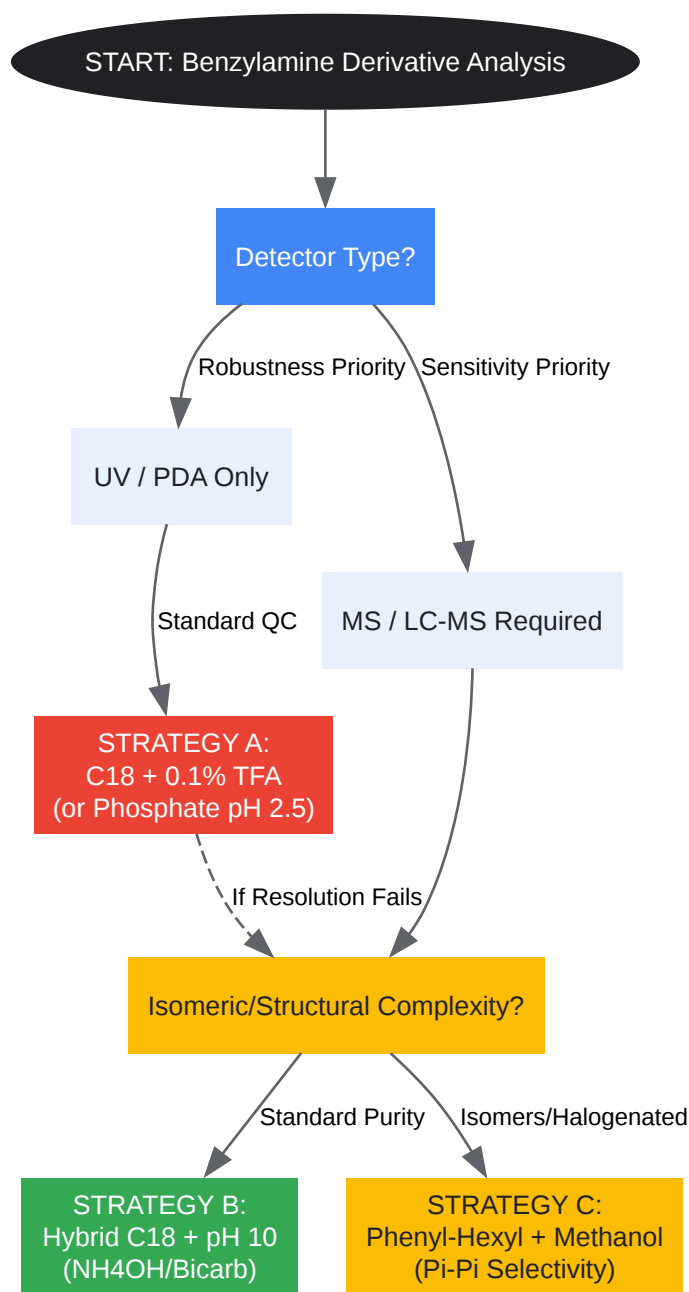 START: Benzylamine Derivative Analysis
Detector Type?
Robustness Priority
Sensitivity Priority
UV / PDA Only
MS / LC-MS Required
Standard QC
STRATEGY A:
C18 + 0.1% TFA
(or Phosphate pH 2.5)
If Resolution Fails
Isomeric/Structural Complexity?
Standard Purity
Isomers/Halogenated
STRATEGY B:
Hybrid C18 + pH 10
(NH4OH/Bicarb)
STRATEGY C:
Phenyl-Hexyl + Methanol
(Pi-Pi Selectivity)